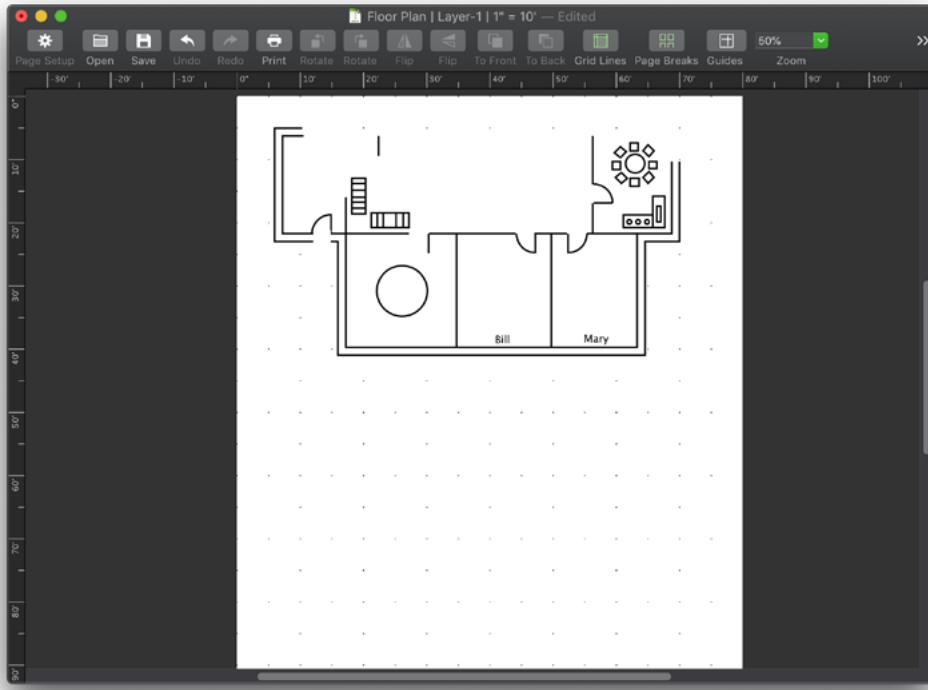 Floor Plan | Layer-1 | 1" = 10' — Edited
50%
Page Setup Open Save Undo Redo Print Rotate Rotate Flip Flip To Front To Back Grid Lines Page Breaks Guides Zoom
-30' -20' -10' 0" 10' 20' 30' 40' 50' 60' 70' 80' 90' 100'
0"
10'
20'
30'
40'
50'
60'
70'
80'
90'
Bill Mary